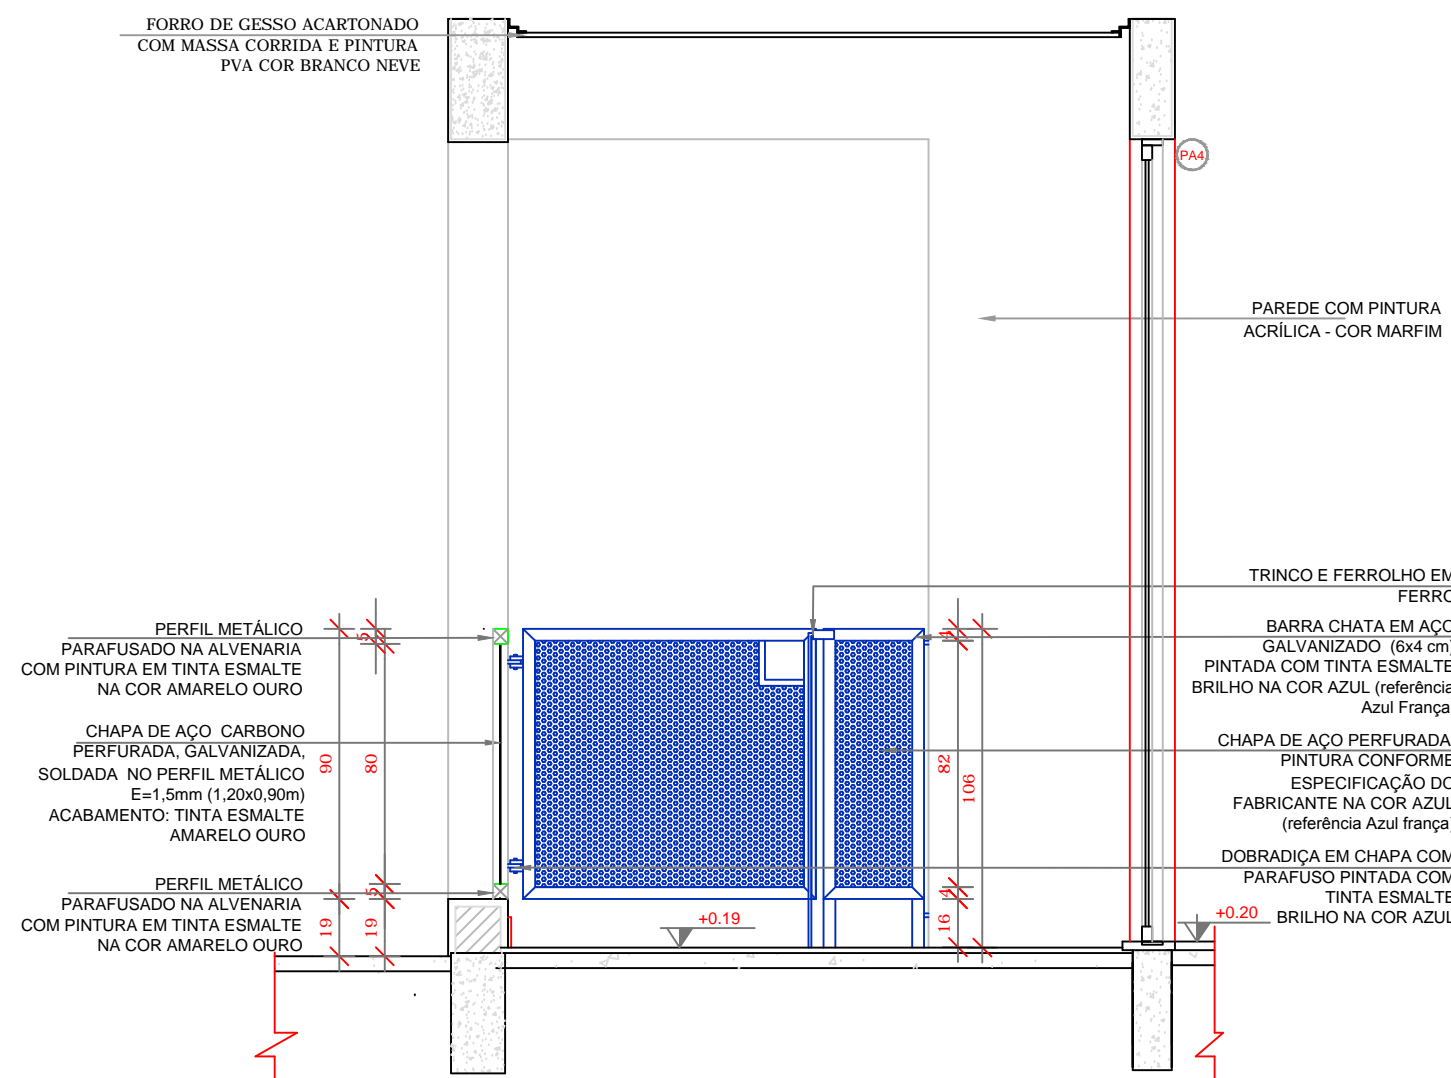 FORRO DE GESSO ACARTONADO
COM MASSA CORRIDA E PINTURA
PVA COR BRANCO NEVE
PA4
PAREDE COM PINTURA
ACRÍLICA - COR MARFIM
PERFIL METÁLICO
PARAFUSADO NA ALVENARIA
COM PINTURA EM TINTA ESMALTE
NA COR AMARELO OURO
CHAPA DE AÇO CARBONO
PERFURADA, GALVANIZADA,
SOLDADA NO PERFIL METÁLICO
E=1,5mm (1,20x0,90m)
ACABAMENTO: TINTA ESMALTE
AMARELO OURO
PERFIL METÁLICO
PARAFUSADO NA ALVENARIA
COM PINTURA EM TINTA ESMALTE
NA COR AMARELO OURO
90
19
5
80
5
19
+0.19
4
82
4
16
106
TRINCO E FERROLHO EM
FERRO
BARRA CHATA EM AÇO
GALVANIZADO (6x4 cm)
PINTADA COM TINTA ESMALTE
BRILHO NA COR AZUL (referência
Azul França
CHAPA DE AÇO PERFURADA
PINTURA CONFORME
ESPECIFICAÇÃO DO
FABRICANTE NA COR AZUL
(referência Azul frança)
DOBRADIÇA EM CHAPA COM
PARAFUSO PINTADA COM
TINTA ESMALTE
BRILHO NA COR AZUL
+0.20